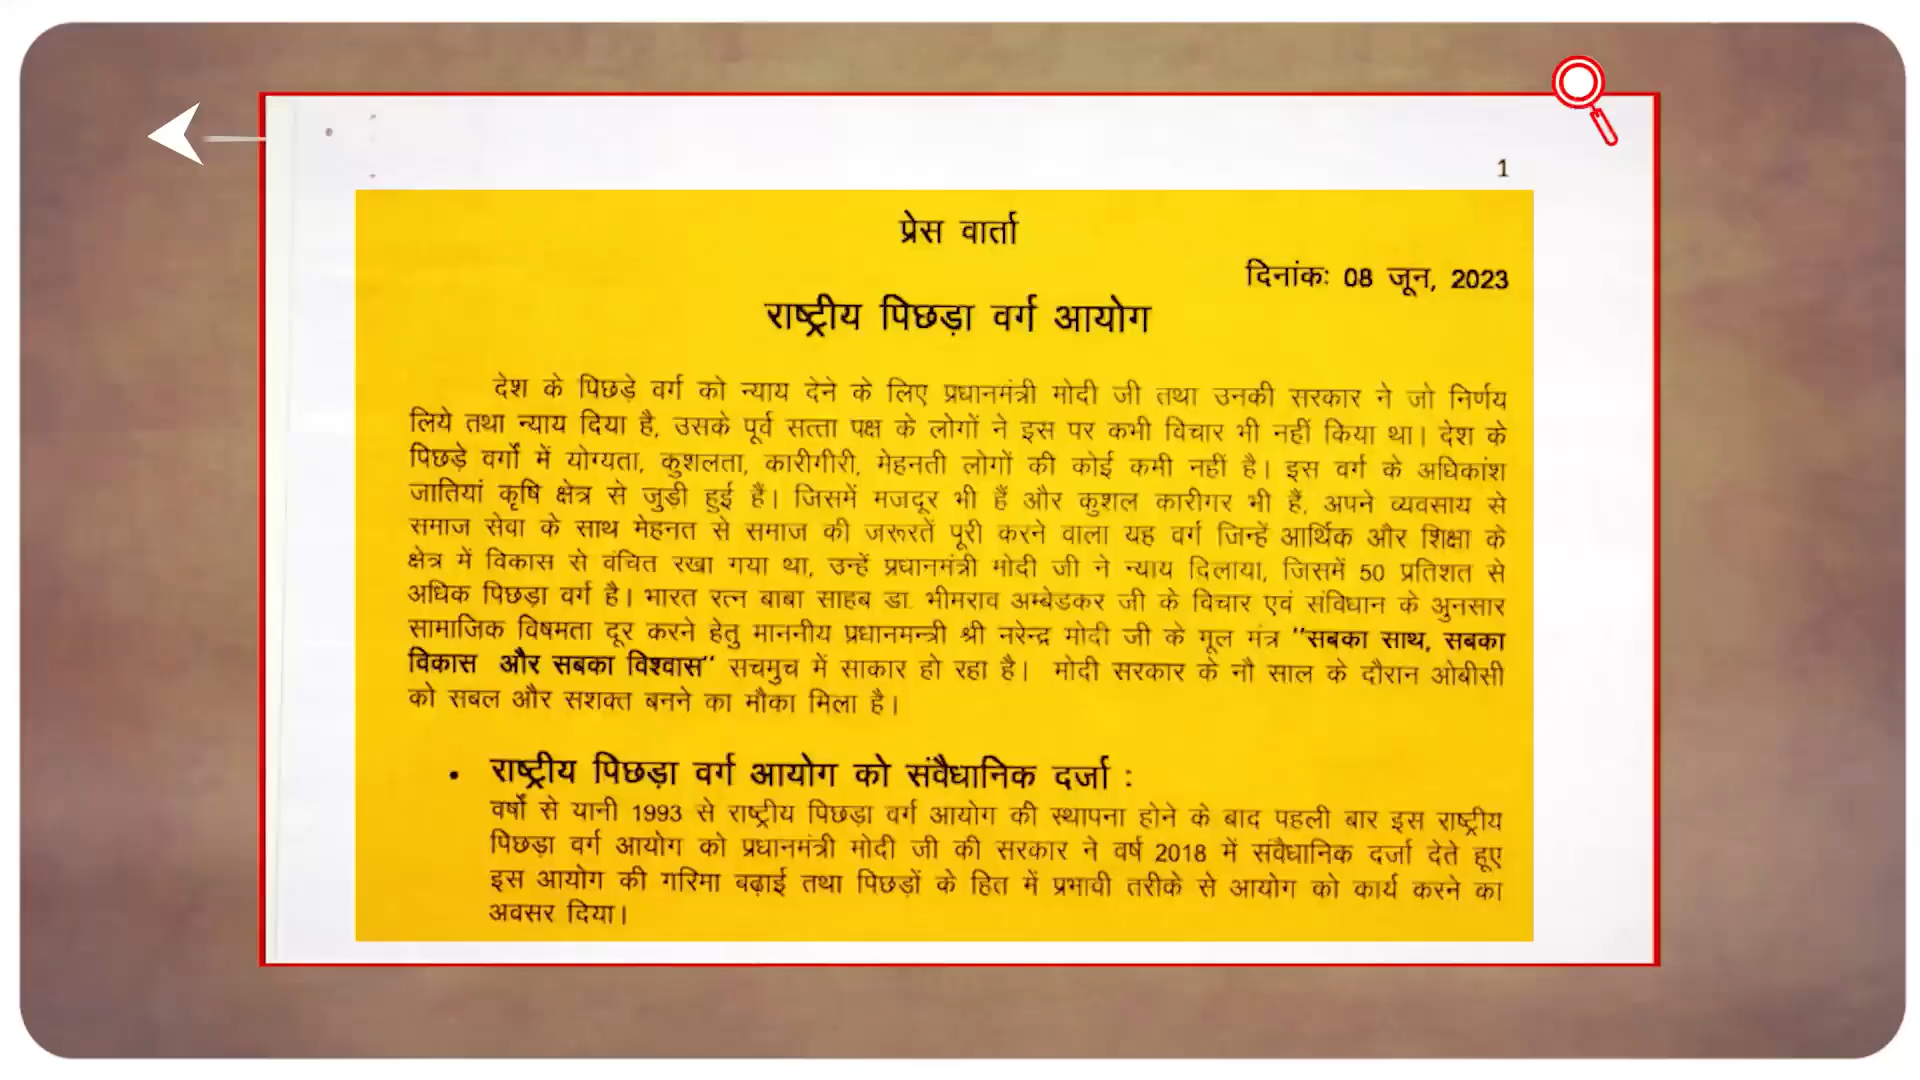 1
प्रेस वार्ता
दिनांकः 08 जून, 2023
राष्ट्रीय पिछड़ा वर्ग आयोग
देश के पिछड़े वर्ग को न्याय देने के लिए प्रधानमंत्री मोदी जी तथा उनकी सरकार ने जो निर्णय
लिये तथा न्याय दिया है, उसके पूर्व सत्ता पक्ष के लोगों ने इस पर कभी विचार भी नहीं किया था। देश के
पिछड़े वर्गों में योग्यता, कुशलता, कारीगीरी, मेहनती लोगों की कोई कमी नहीं है। इस वर्ग के अधिकांश
जातियां कृषि क्षेत्र से जुड़ी हुई हैं। जिसमें मजदूर भी हैं और कुशल कारीगर भी हैं, अपने व्यवसाय से
समाज सेवा के साथ मेहनत से समाज की जरूरतें पूरी करने वाला यह वर्ग जिन्हें आर्थिक और शिक्षा के
क्षेत्र में विकास से वंचित रखा गया था, उन्हें प्रधानमंत्री मोदी जी ने न्याय दिलाया, जिसमें 50 प्रतिशत से
अधिक पिछड़ा वर्ग है। भारत रत्न बाबा साहब डा. भीमराव अम्बेडकर जी के विचार एवं संविधान के अुनसार
सामाजिक विषमता दूर करने हेतु माननीय प्रधानमन्त्री श्री नरेन्द्र मोदी जी के गूल मंत्र ''सबका साथ, सबका
विकास और सबका विश्वास'' सचमुच में साकार हो रहा है। मोदी सरकार के नौ साल के दौरान ओबीसी
को सबल और सशक्त बनने का मौका मिला है।
• राष्ट्रीय पिछड़ा वर्ग आयोग को संवैधानिक दर्जा :
वर्षों से यानी 1993 से राष्ट्रीय पिछड़ा वर्ग आयोग की स्थापना होने के बाद पहली बार इस राष्ट्रीय
पिछड़ा वर्ग आयोग को प्रधानमंत्री मोदी जी की सरकार ने वर्ष 2018 में संवैधानिक दर्जा देते हूए
इस आयोग की गरिमा बढ़ाई तथा पिछड़ों के हित में प्रभावी तरीके से आयोग को कार्य करने का
अवसर दिया।